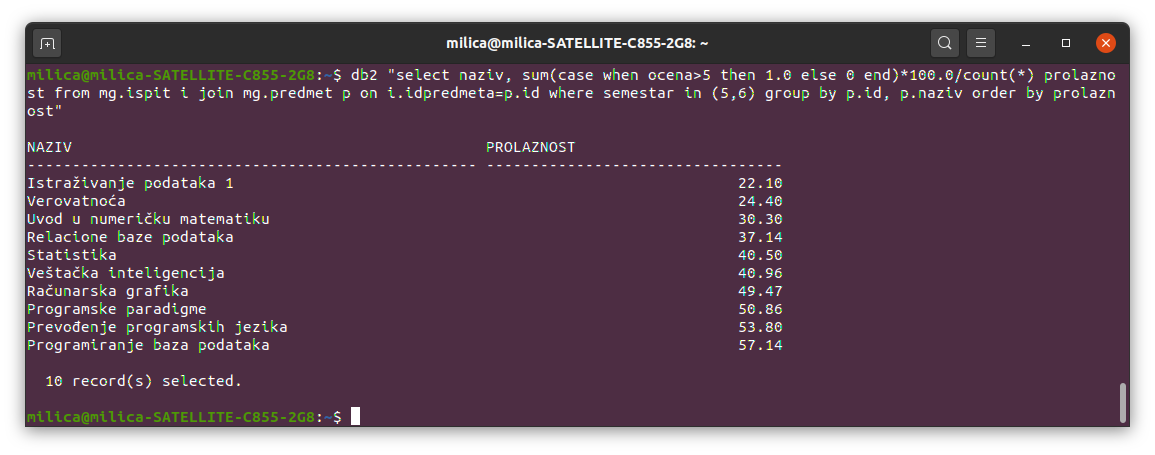 milica@milica-SATELLITE-C855-2G8: ~
milica@milica-SATELLITE-C855-2G8:~$ db2 "select naziv, sum(case when ocena>5 then 1.0 else 0 end)*100.0/count(*) prolazno
st from mg.ispit i join mg.predmet p on i.idpredmeta=p.id where semestar in (5,6) group by p.id, p.naziv order by prolazn
ost"
NAZIV PROLAZNOST
-------------------------------------------------- ---------------------------------
Istraživanje podataka 1 22.10
Verovatnoća 24.40
Uvod u numeričku matematiku 30.30
Relacione baze podataka 37.14
Statistika 40.50
Veštačka inteligencija 40.96
Računarska grafika 49.47
Programske paradigme 50.86
Prevođenje programskih jezika 53.80
Programiranje baza podataka 57.14
10 record(s) selected.
milica@milica-SATELLITE-C855-2G8:~$